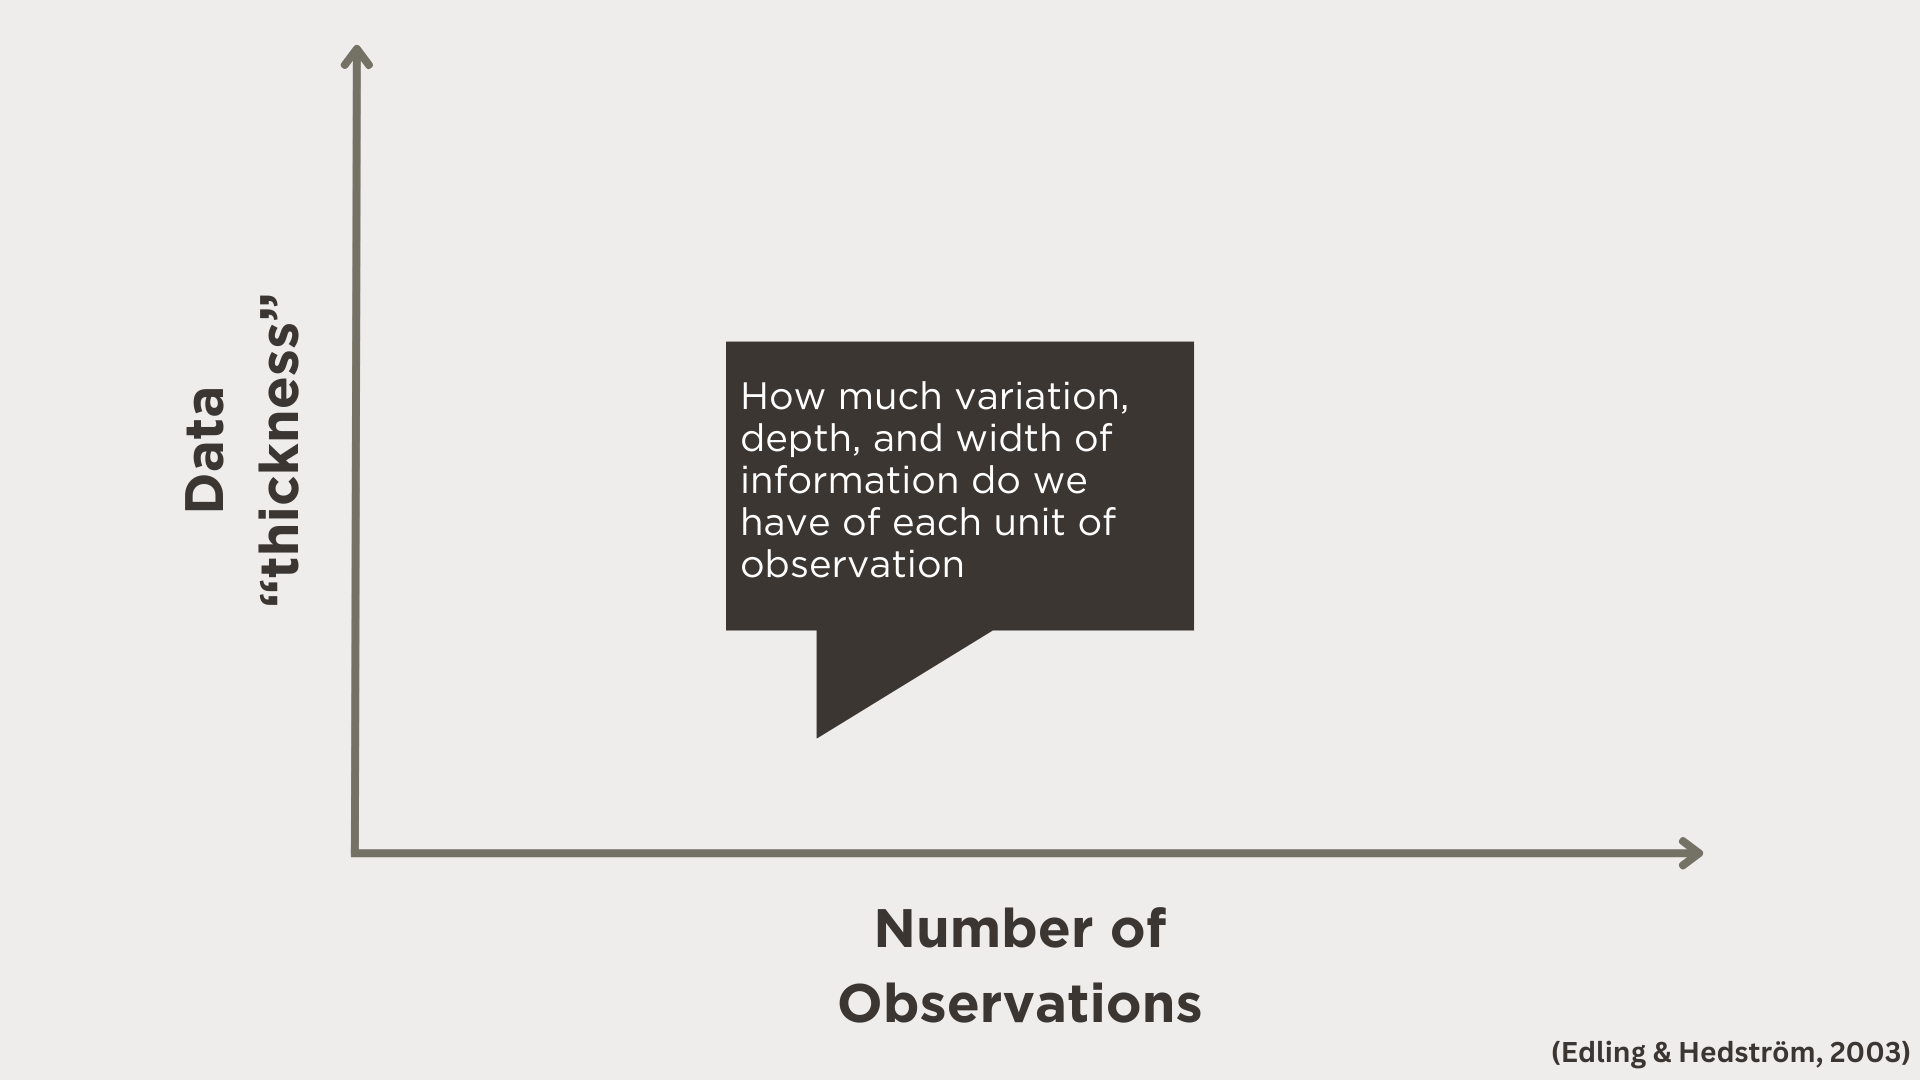 Data
“thickness”
How much variation,
depth, and width of
information do we
have of each unit of
observation
Number of
Observations
(Edling & Hedström, 2003)